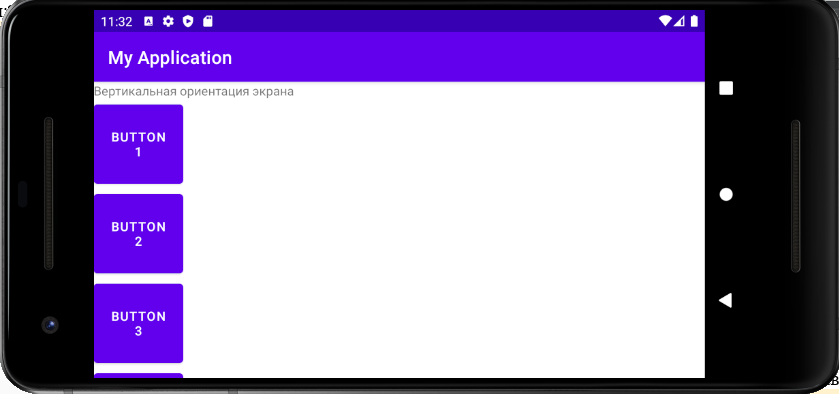 11:32
My Application
Вертикальная ориентация экрана
BUTTON
1
BUTTON
2
BUTTON
3